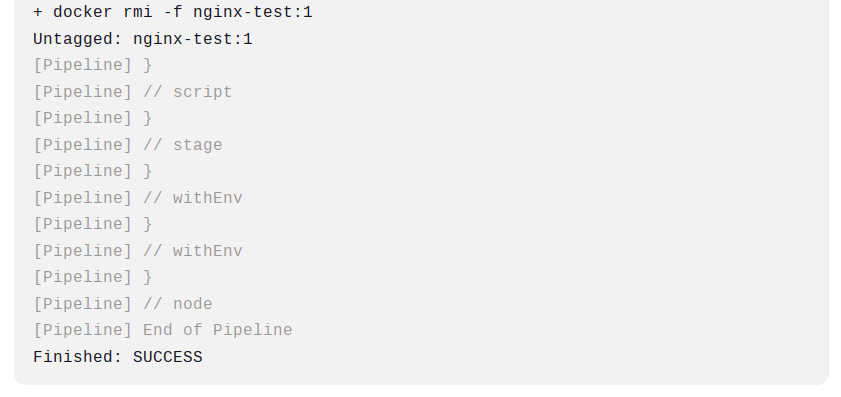 + docker rmi -f nginx-test:1
Untagged: nginx-test:1
[Pipeline] }
[Pipeline] // script
[Pipeline] }
[Pipeline] // stage
[Pipeline] }
[Pipeline] // withEnv
[Pipeline] }
[Pipeline] // withEnv
[Pipeline] }
[Pipeline] // node
[Pipeline] End of Pipeline
Finished: SUCCESS